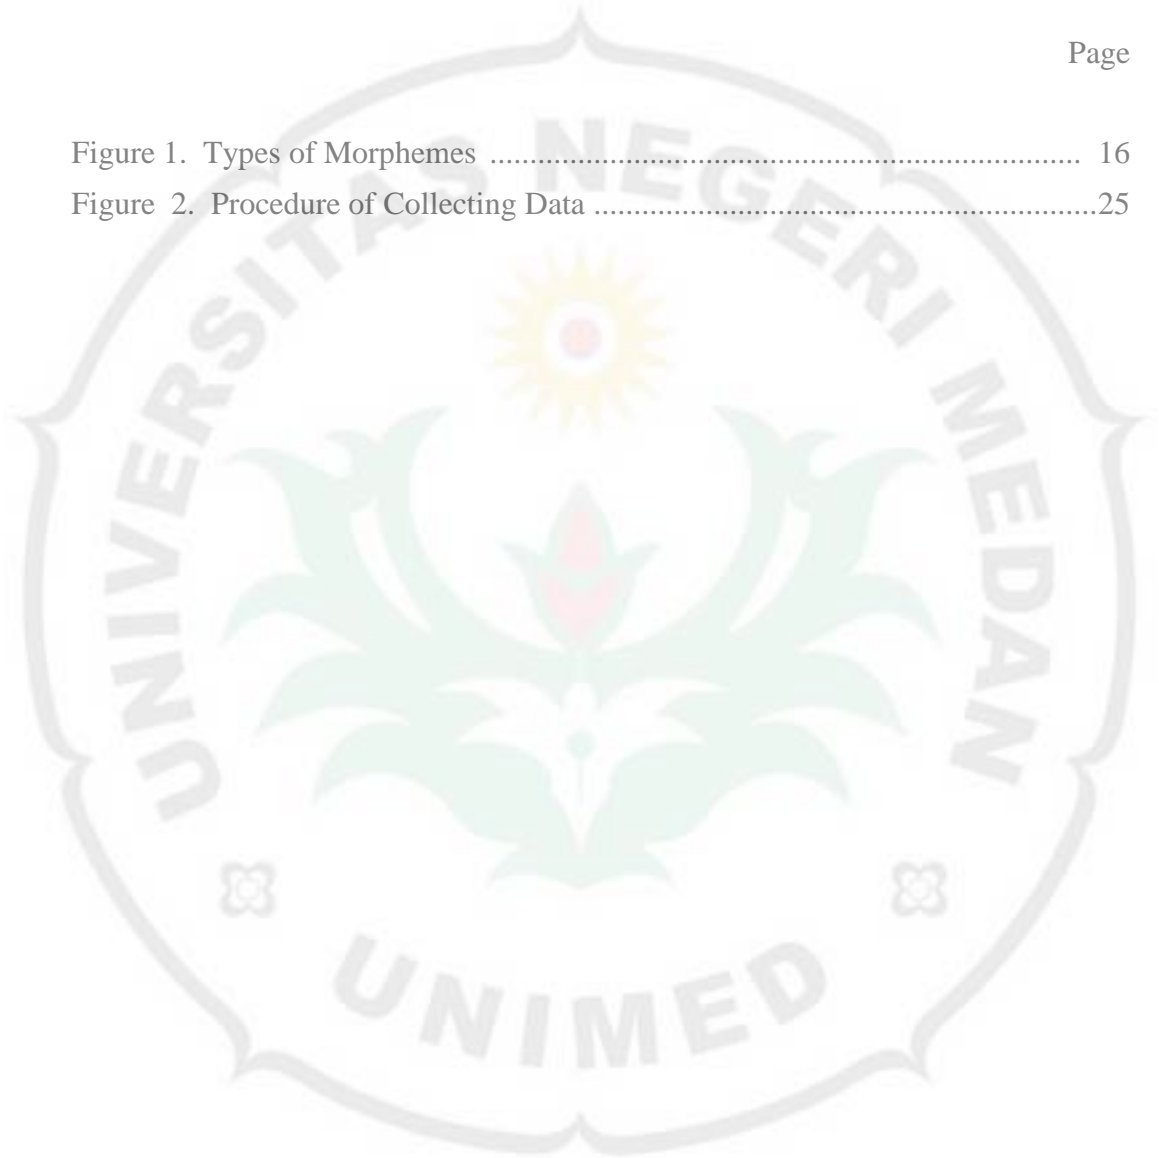 Page
Figure 1.  Types of Morphemes ........................................................................... 16
Figure  2.  Procedure of Collecting Data ................................................................25
UNIVERSITAS NEGERI MEDAN
UNIMED